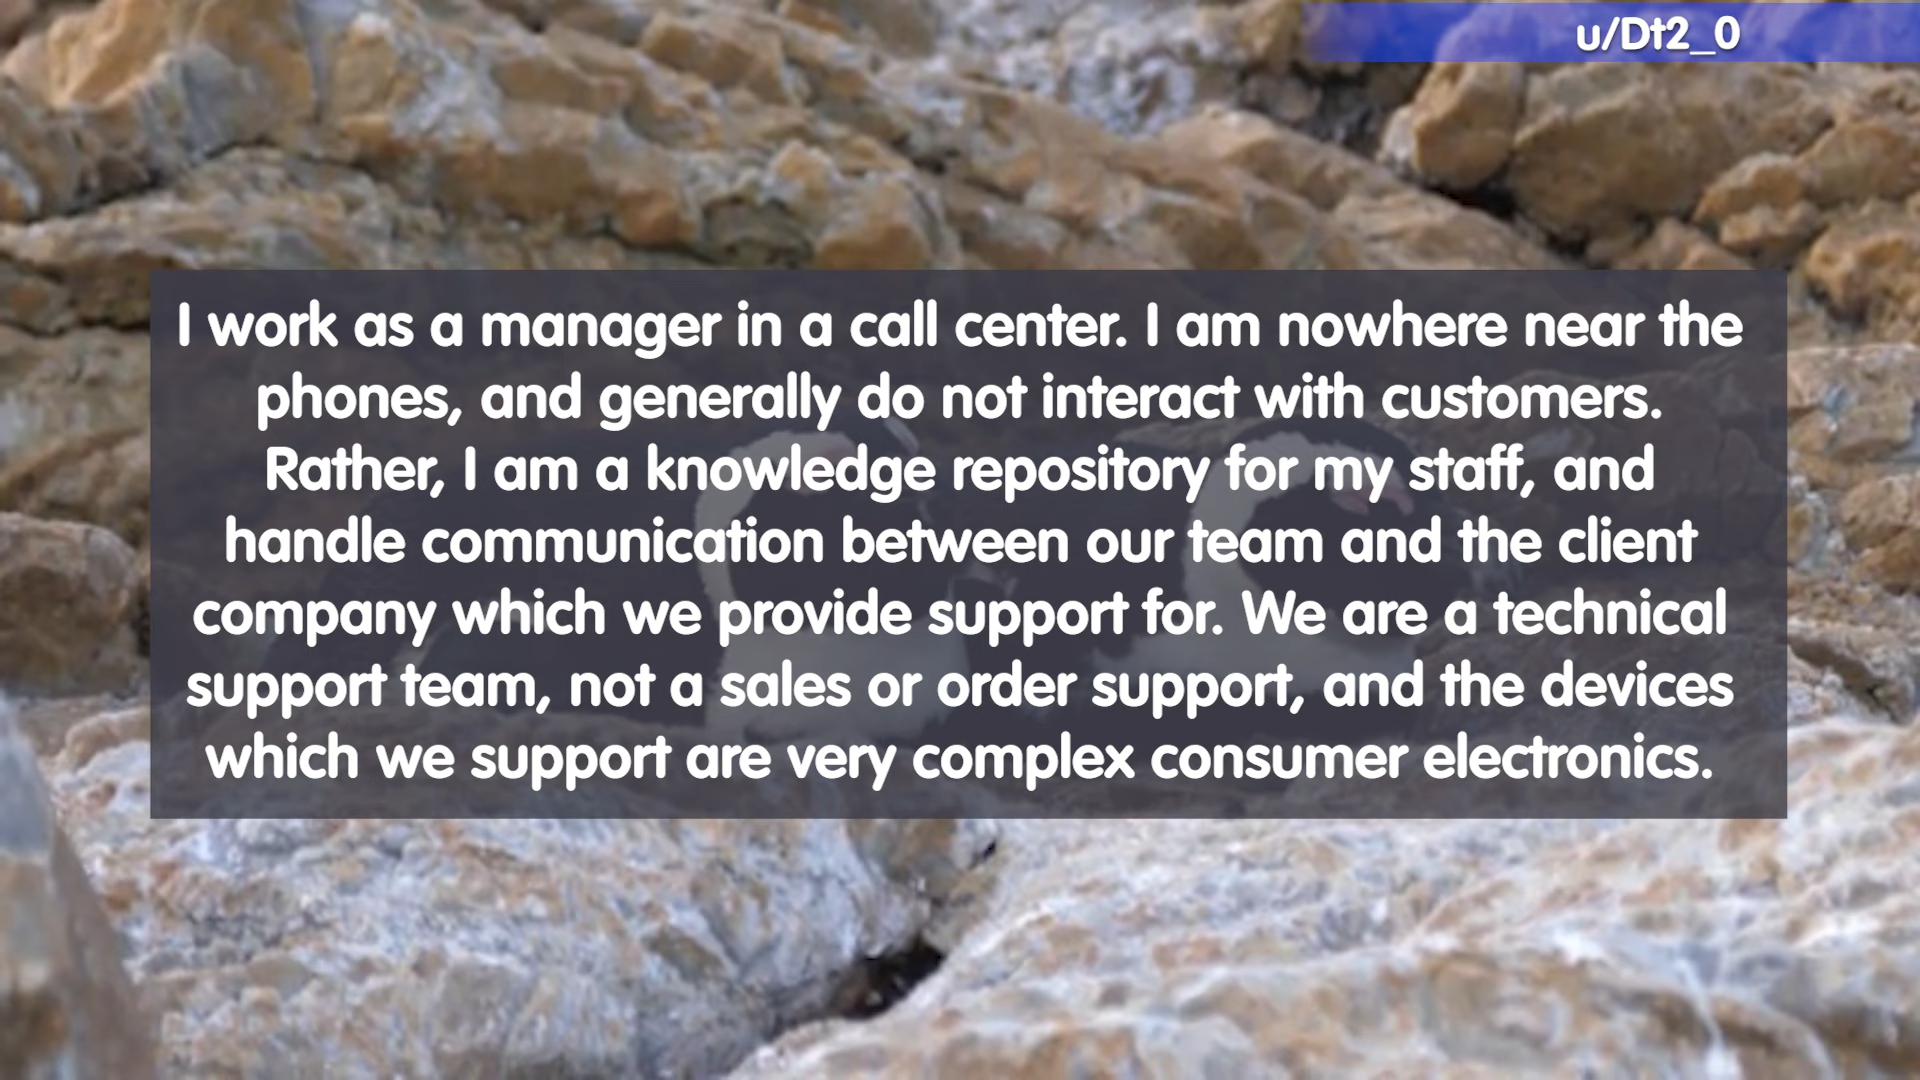 u/Dt2_0
I work as a manager in a call center. I am nowhere near the
phones, and generally do not interact with customers.
Rather, I am a knowledge repository for my staff, and
handle communication between our team and the client
company which we provide support for. We are a technical
support team, not a sales or order support, and the devices
which we support are very complex consumer electronics.